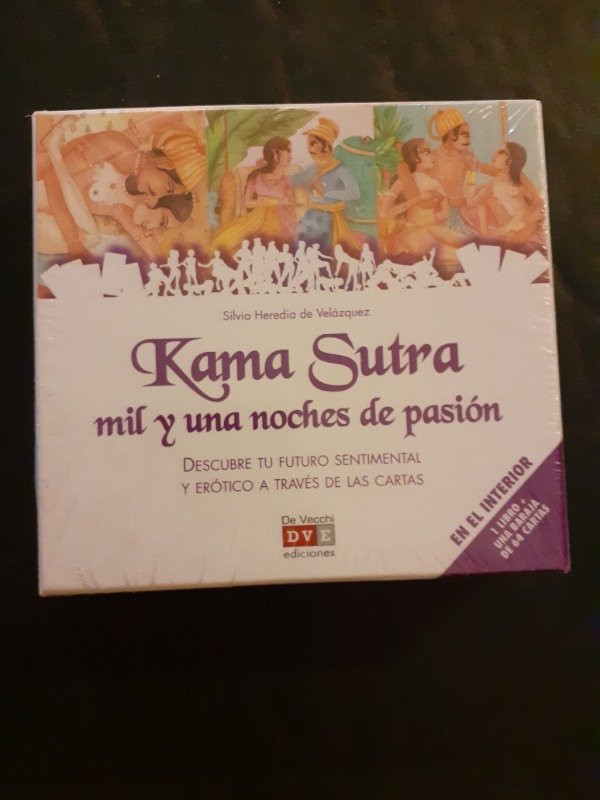 Silvia Heredia de Velázquez
Kama Sutra
mil y una noches de pasión
DESCUBRE TU FUTURO SENTIMENTAL
Y ERÓTICO A TRAVÉS DE LAS CARTAS
De Vecchi
DVE
ediciones
EN EL INTERIOR
1 LIBRO +
UNA BARAJA
DE 64 CARTAS